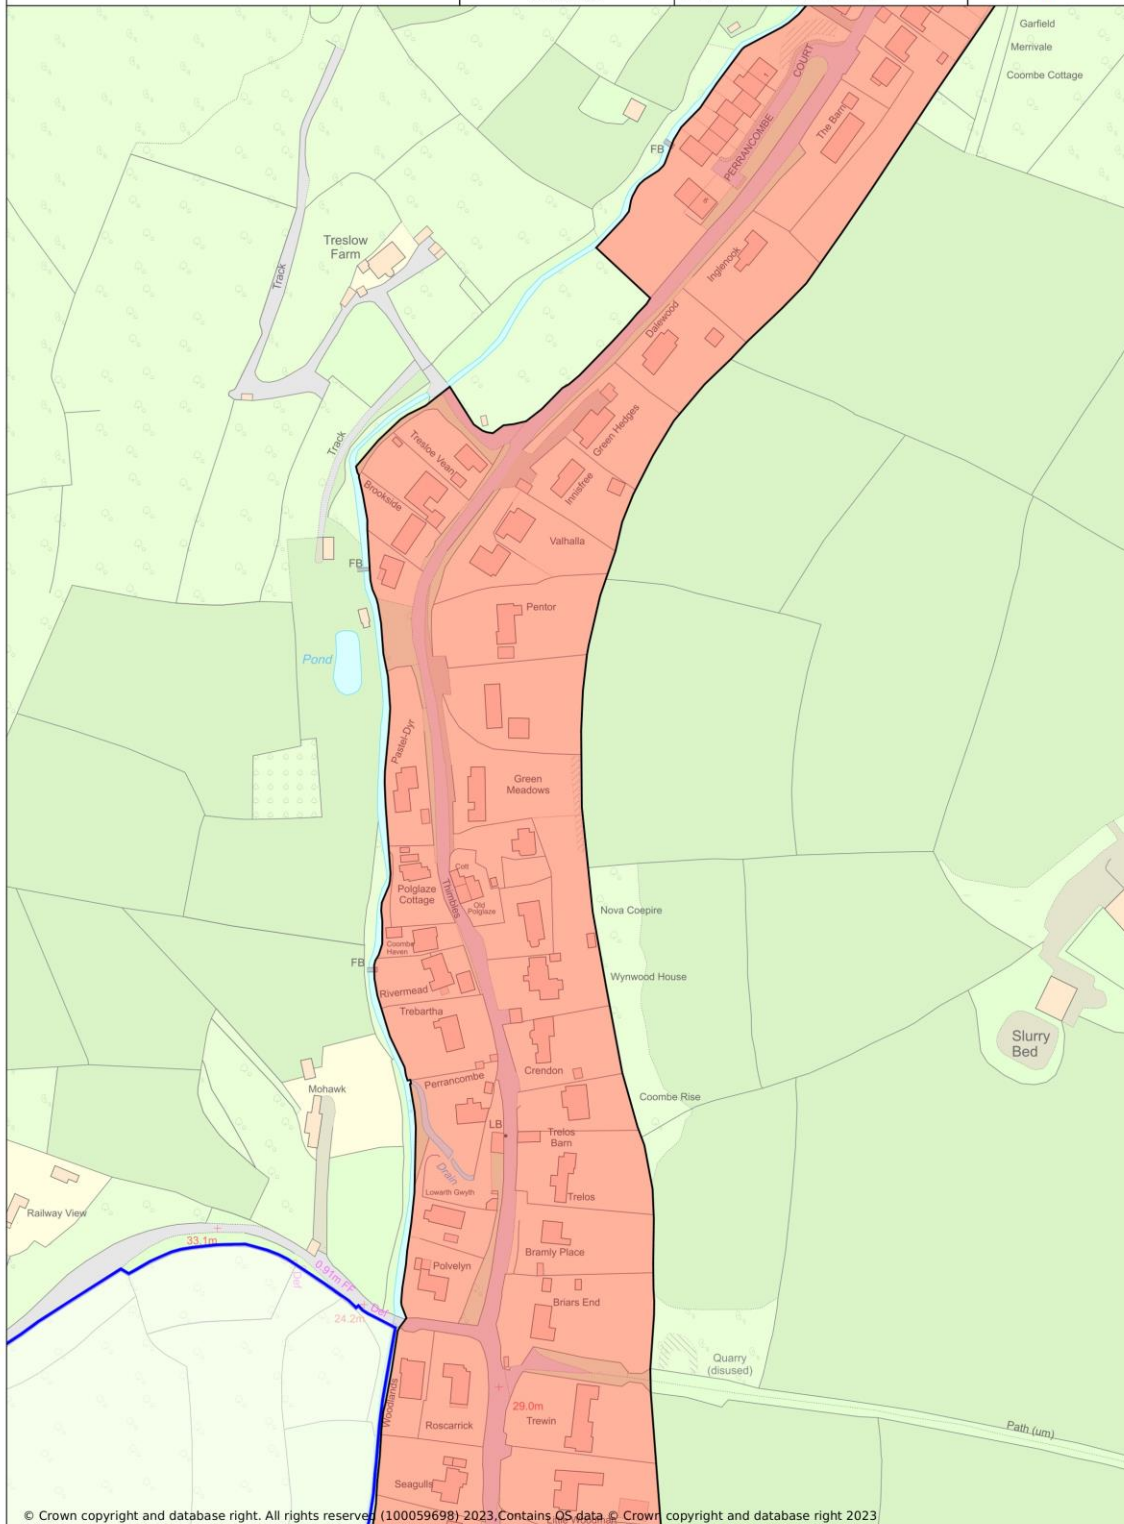 Garfield
Merrivale
Coombe Cottage
COURT
PERRANCOMBE
The Barn
FB
6
Treslow
Farm
Track
Inglenook
Dalewood
Track
Green Hedges
Tresloe Vean
Innisfree
Brookside
Valhalla
FB
Pentor
Pond
Pastel-Dyr
Green
Meadows
Cott
Polglaze
Cottage
Thimbles
Old
Polglaze
Nova Coepire
Coombe
Haven
FB
Wynwood House
Rivermead
Trebartha
Slurry
Bed
Crendon
Perrancombe
Mohawk
Coombe Rise
LB
Trelos
Barn
Drain
Lowarth Gwyth
Trelos
Railway View
33.1m
Bramly Place
0.91m FF
Def
Def
Polvelyn
Briars End
24.2m
Quarry
(disused)
Woodlands
29.0m
Roscarrick
Trewin
Path (um)
Seagulls
© Crown copyright and database right. All rights reserved (100059698) 2023 Contains OS data © Crown copyright and database right 2023